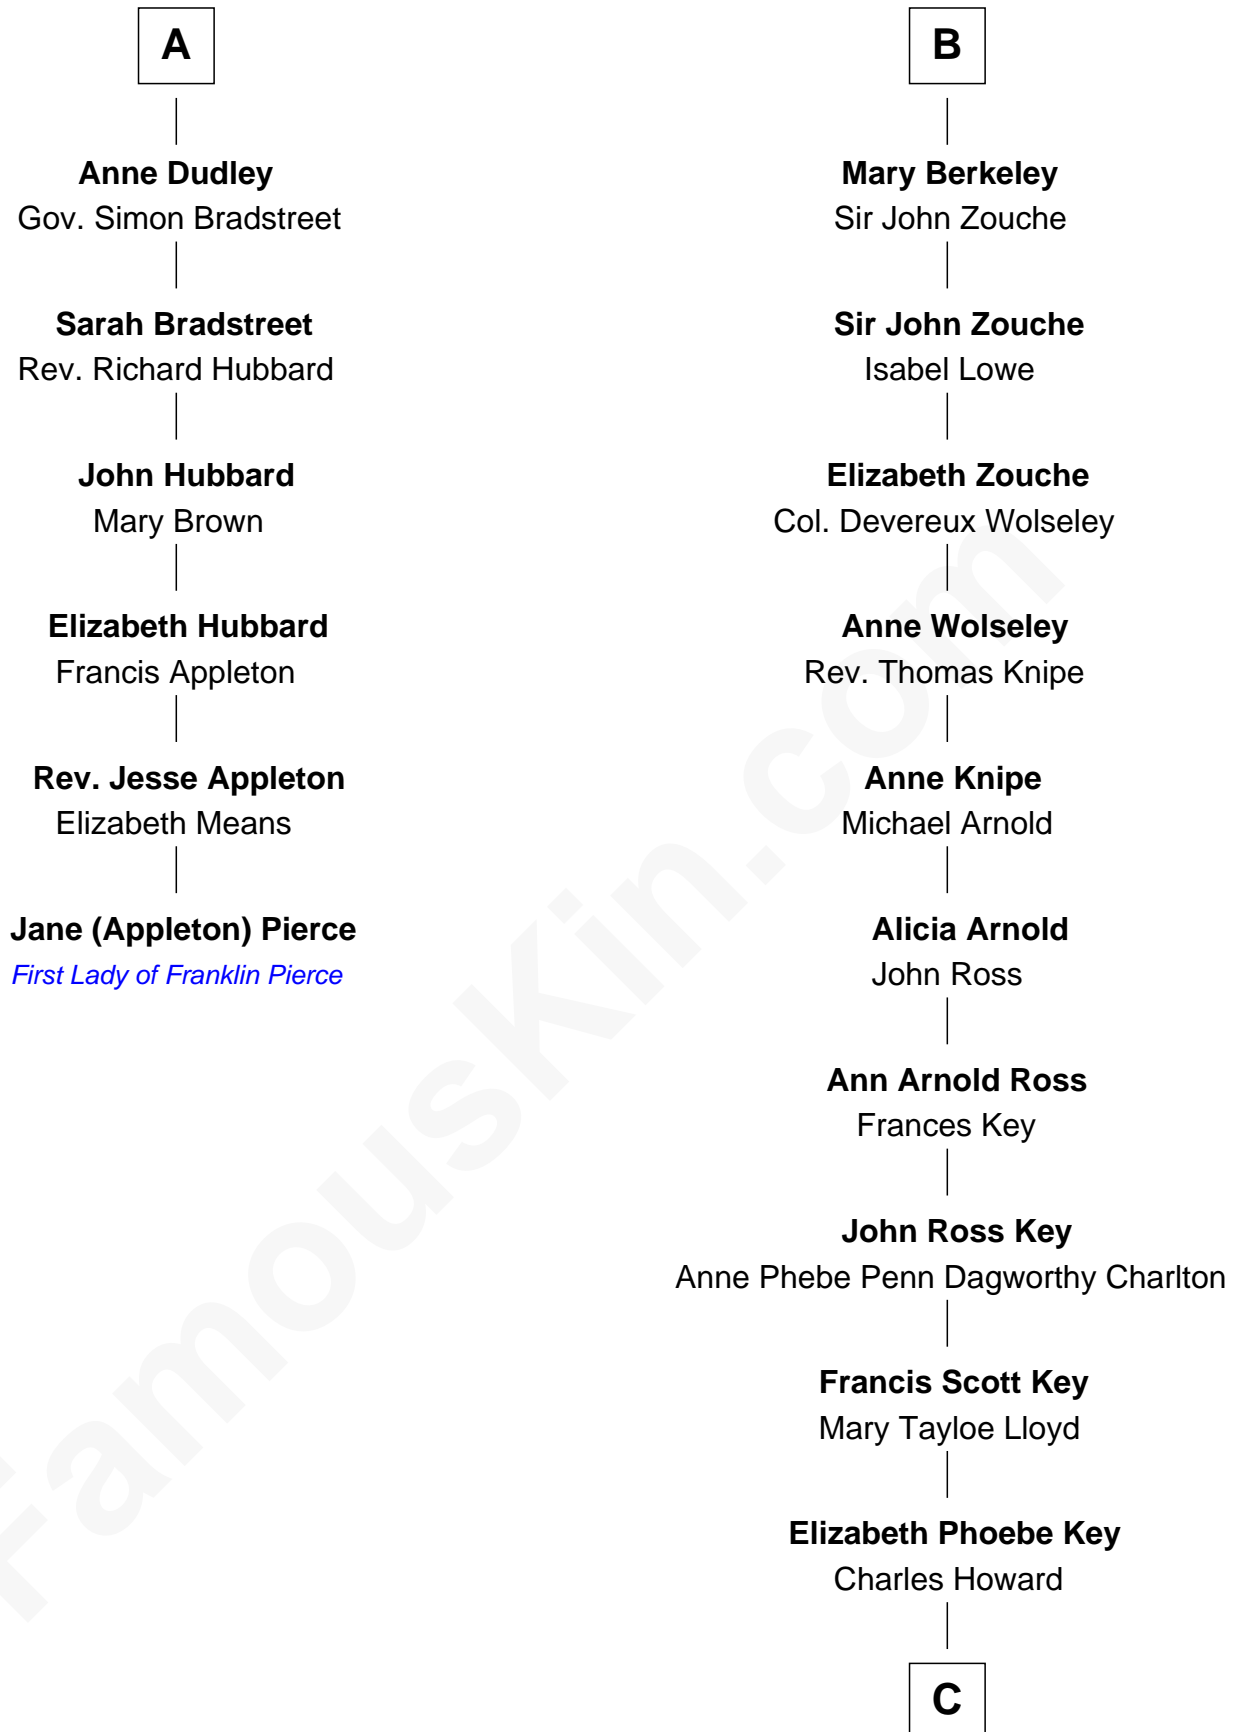 A
Anne Dudley
Gov. Simon Bradstreet
Sarah Bradstreet
Rev. Richard Hubbard
John Hubbard
Mary Brown
Elizabeth Hubbard
Francis Appleton
Rev. Jesse Appleton
Elizabeth Means
Jane (Appleton) Pierce
First Lady of Franklin Pierce
B
Mary Berkeley
Sir John Zouche
Sir John Zouche
Isabel Lowe
Elizabeth Zouche
Col. Devereux Wolseley
Anne Wolseley
Rev. Thomas Knipe
Anne Knipe
Michael Arnold
Alicia Arnold
John Ross
Ann Arnold Ross
Frances Key
John Ross Key
Anne Phebe Penn Dagworthy Charlton
Francis Scott Key
Mary Tayloe Lloyd
Elizabeth Phoebe Key
Charles Howard
C
FamousKin.com